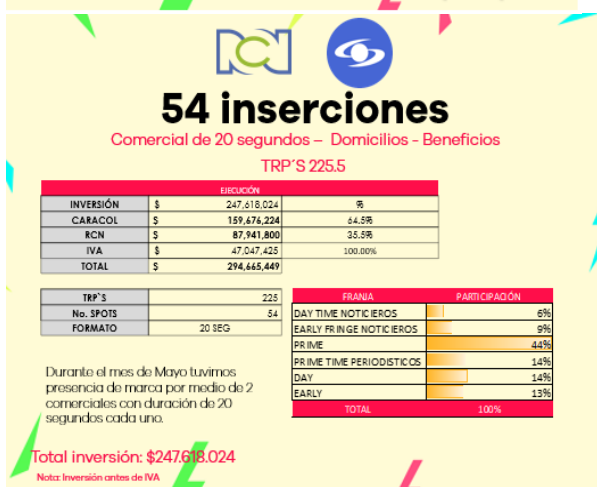 RCN
54 inserciones
Comercial de 20 segundos – Domicilios - Beneficios
TRP´S 225.5
EJECUCIÓN
INVERSIÓN $ 247,618,024 %
CARACOL $ 159,676,224 64.5%
RCN $ 87,941,800 35.5%
IVA $ 47,047,425 100.00%
TOTAL $ 294,665,449
TRP`S 225
No. SPOTS 54
FORMATO 20 SEG
FRANJA PARTICIPACIÓN
DAY TIME NOTICIEROS 6%
EARLY FRINGE NOTICIEROS 9%
PRIME 44%
PRIME TIME PERIODISTICOS 14%
DAY 14%
EARLY 13%
TOTAL 100%
Durante el mes de Mayo tuvimos
presencia de marca por medio de 2
comerciales con duración de 20
segundos cada uno.
Total inversión: $247.618.024
Nota: Inversión antes de IVA